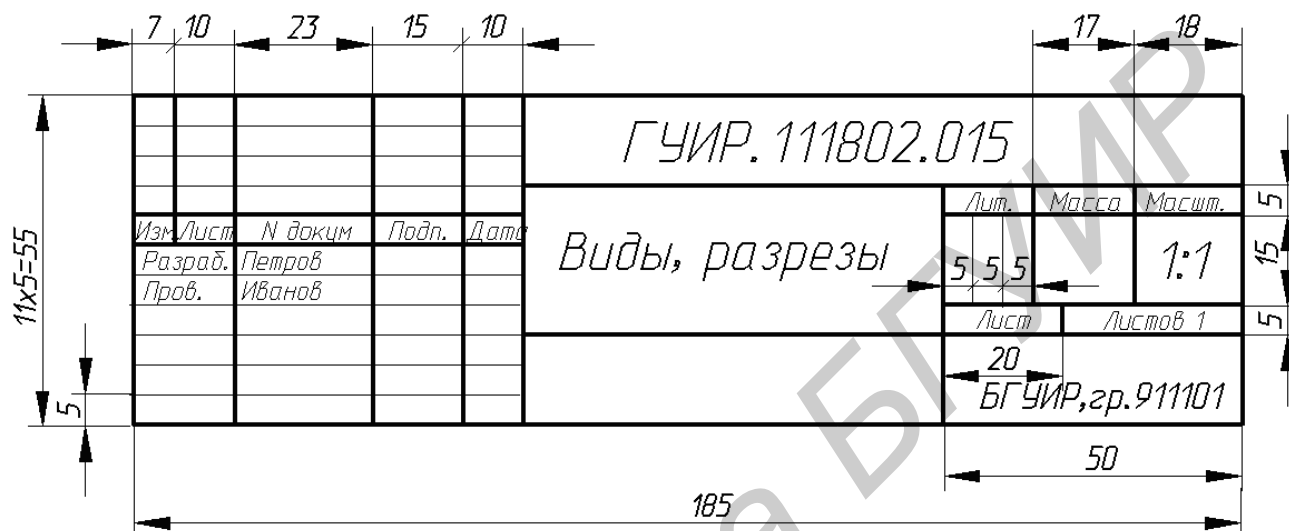 7 10 23 15 10 17 18
ГУИР. 111802.015
Лит. Масса Масшт. 5
Изм. Лист N докум Подп. Дата
Разраб. Петров
Виды, разрезы
5 5 5
1:1
15
Пров. Иванов
11х5=55
Лист Листов 1 5
20
5
БГУИР,гр.911101
50
185
а БГУИР